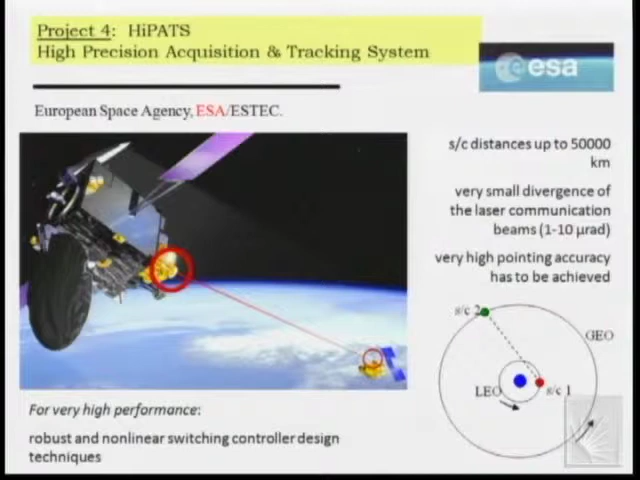 Project 4: HiPATS
High Precision Acquisition & Tracking System
esa
European Space Agency, ESA/ESTEC.
s/c distances up to 50000
km
very small divergence of
the laser communication
beams (1-10 μrad)
very high pointing accuracy
has to be achieved
s/c 2
GEO
LEO
s/c 1
For very high performance:
robust and nonlinear switching controller design
techniques